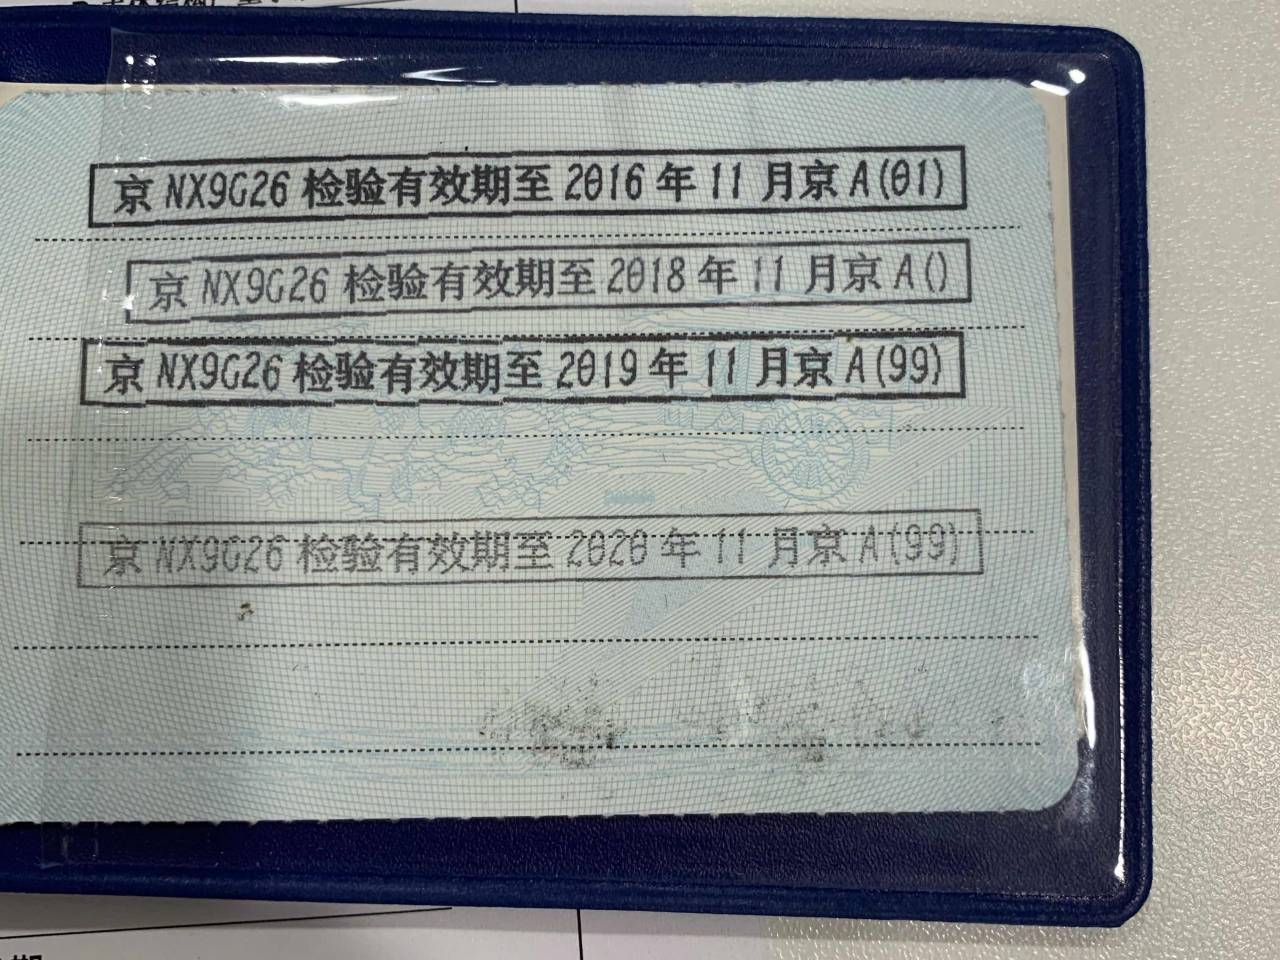 京 NX9G26 检验有效期至 2016 年 11 月京 A(01)
京 NX9G26 检验有效期至 2018 年 11 月京 A()
京 NX9G26 检验有效期至 2019 年 11 月京 A(99)
京 NX9G26 检验有效期至 2020 年 11 月京 A(99)